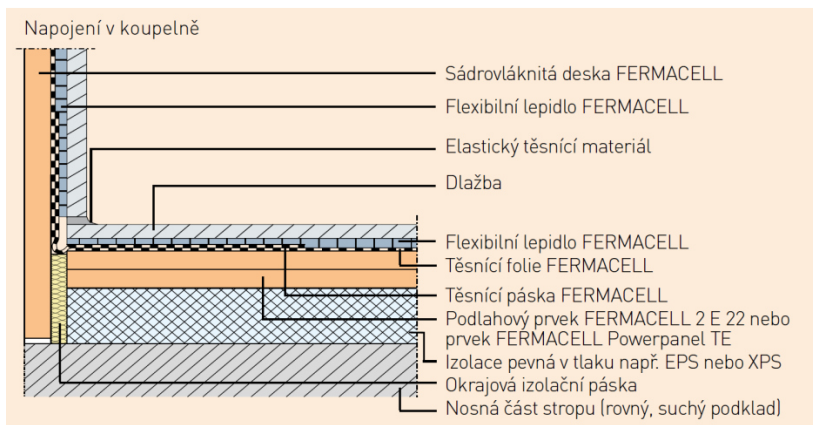 Napojení v koupelně
Sádrovláknitá deska FERMACELL
Flexibilní lepidlo FERMACELL
Elastický těsnící materiál
Dlažba
Flexibilní lepidlo FERMACELL
Těsnící folie FERMACELL
Těsnící páska FERMACELL
Podlahový prvek FERMACELL 2 E 22 nebo
prvek FERMACELL Powerpanel TE
Izolace pevná v tlaku např. EPS nebo XPS
Okrajová izolační páska
Nosná část stropu (rovný, suchý podklad)